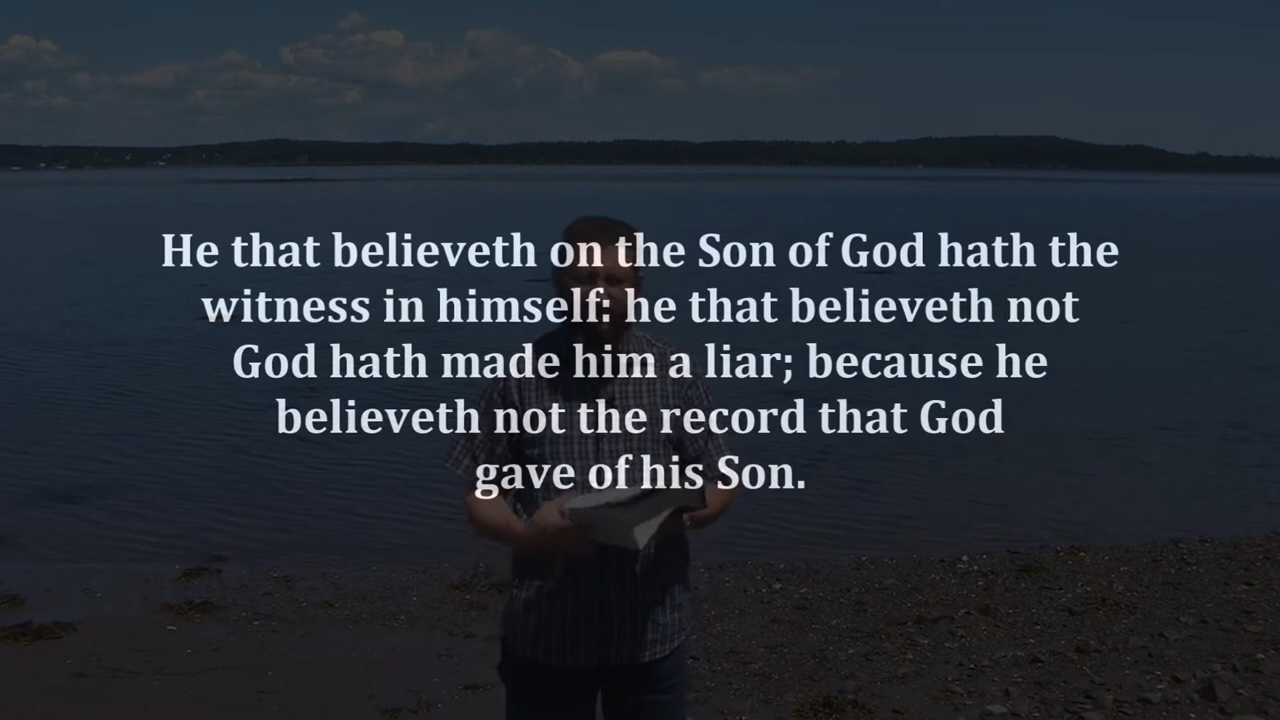 He that believeth on the Son of God hath the
witness in himself: he that believeth not
God hath made him a liar; because he
believeth not the record that God
gave of his Son.